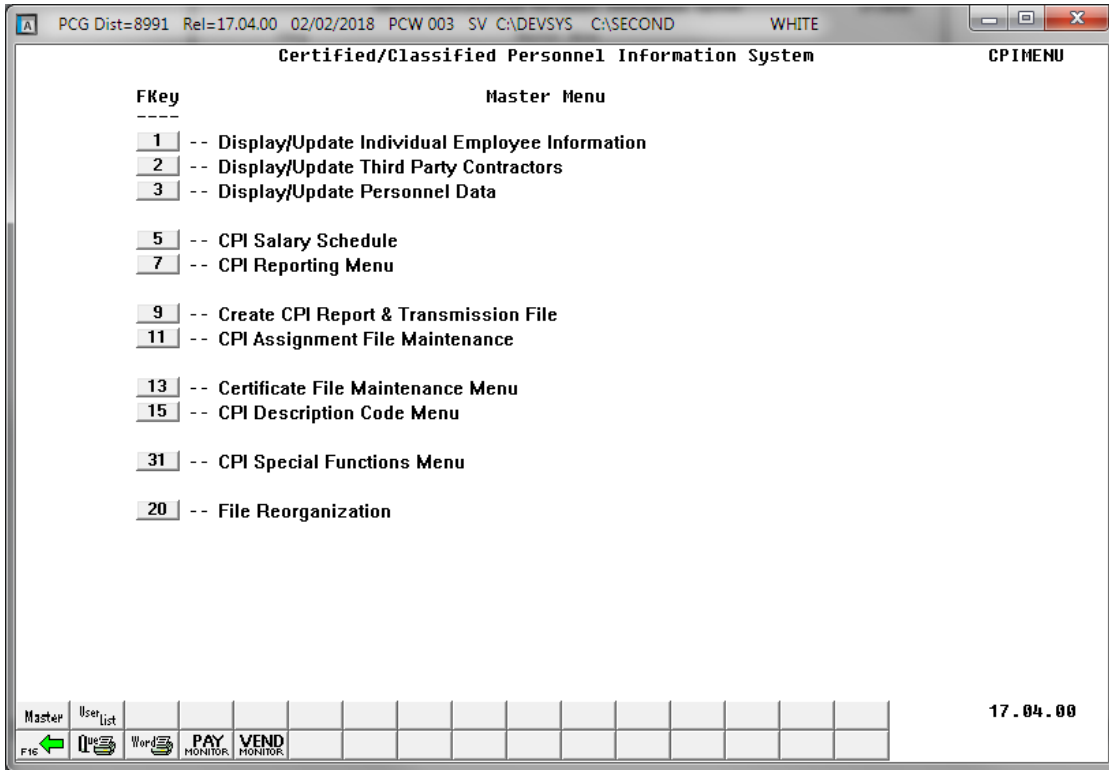 A PCG Dist=8991 Rel=17.04.00 02/02/2018 PCW 003 SV C:\DEVSYS C:\SECOND WHITE
Certified/Classified Personnel Information System CPIMENU
FKey Master Menu
----
1 -- Display/Update Individual Employee Information
2 -- Display/Update Third Party Contractors
3 -- Display/Update Personnel Data
5 -- CPI Salary Schedule
7 -- CPI Reporting Menu
9 -- Create CPI Report & Transmission File
11 -- CPI Assignment File Maintenance
13 -- Certificate File Maintenance Menu
15 -- CPI Description Code Menu
31 -- CPI Special Functions Menu
20 -- File Reorganization
Master User List 17.04.00
F16 Que Word PAY MONITOR VEND MONITOR